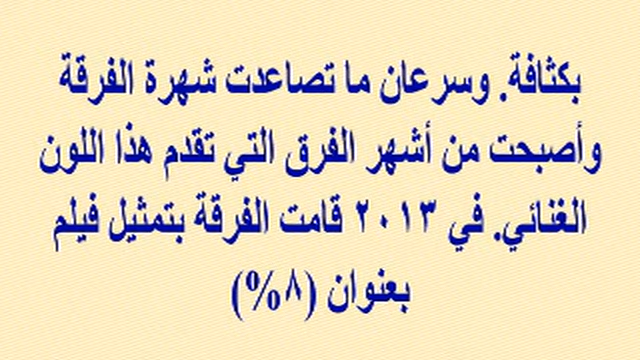 بكثافة. وسرعان ما تصاعدت شهرة الفرقة
وأصبحت من أشهر الفرق التي تقدم هذا اللون
الغنائي. في ٢٠١٣ قامت الفرقة بتمثيل فيلم
بعنوان (٨%)